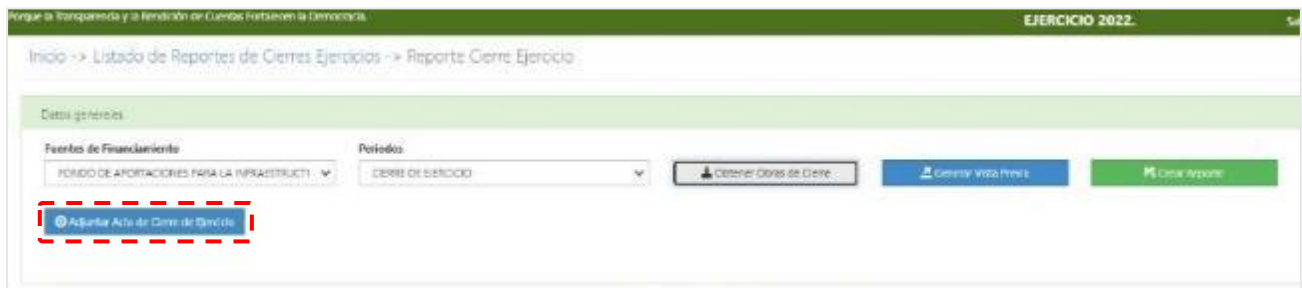 Porque la Transparencia y la Rendición de Cuentas Fortalecen la Democracia.
EJERCICIO 2022.
Inicio -> Listado de Reportes de Cierres Ejercicios -> Reporte Cierre Ejercicio
Datos generales
Fuentes de Financiamiento Periodos
FONDO DE APORTACIONES PARA LA INFRAESTRUCTI CIERRE DE EJERCICIO Obtener Obras de Cierre Generar Vista Previa Cerrar Reporte
Adjuntar Acta de Cierre de Ejercicio